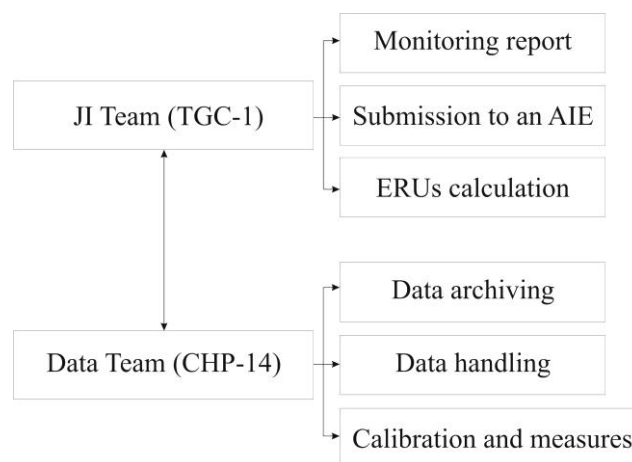 JI Team (TGC-1)
Monitoring report
Submission to an AIE
ERUs calculation
Data Team (CHP-14)
Data archiving
Data handling
Calibration and measures